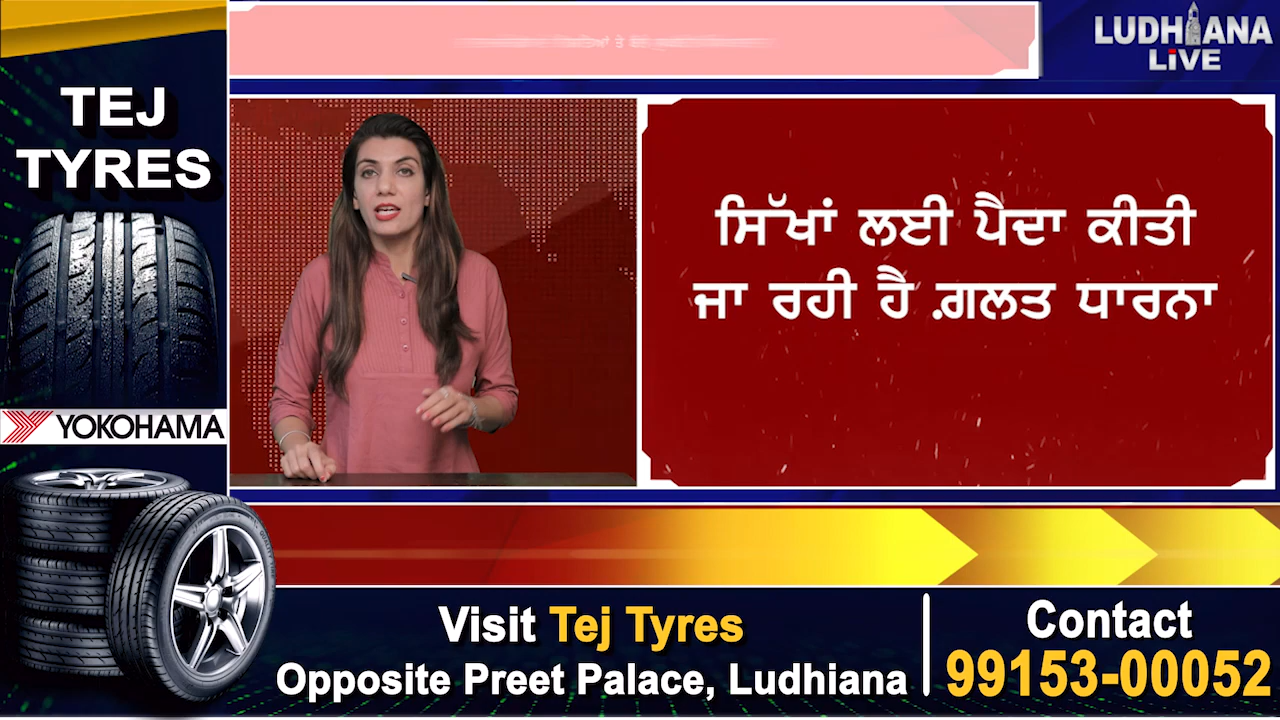 TEJ
TYRES
YOKOHAMA
LUDHIANA
LiVE
ਸਿੱਖਾਂ ਲਈ ਪੈਦਾ ਕੀਤੀ
ਜਾ ਰਹੀ ਹੈ ਗ਼ਲਤ ਧਾਰਨਾ
Visit Tej Tyres
Opposite Preet Palace, Ludhiana
Contact
99153-00052